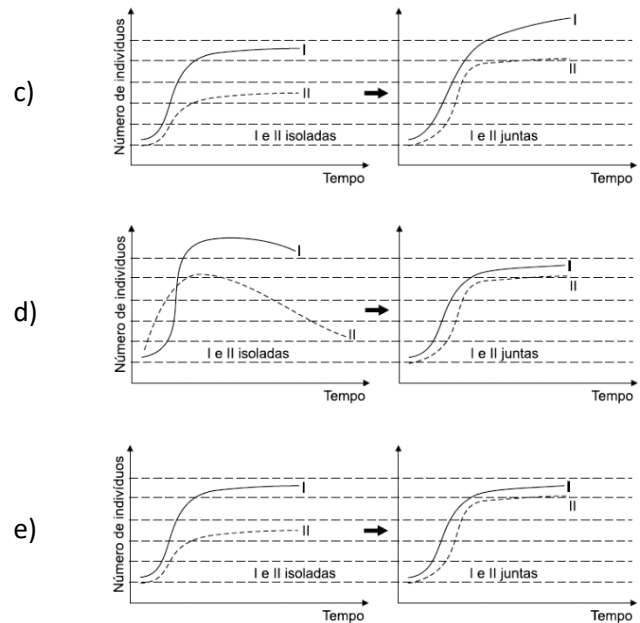 c)
Número de indivíduos
I
II
I e II isoladas
Tempo
I
II
I e II juntas
Tempo
d)
Número de indivíduos
I
II
I e II isoladas
Tempo
I
II
I e II juntas
Tempo
e)
Número de indivíduos
I
II
I e II isoladas
Tempo
I
II
I e II juntas
Tempo